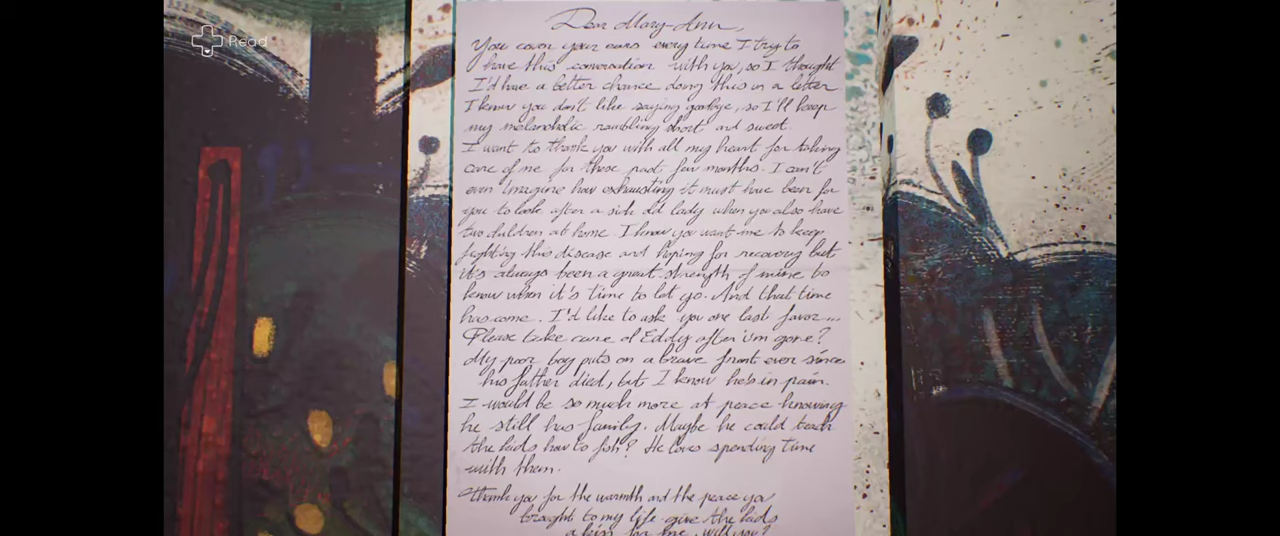 Read
Dear Mary-Ann,
You cover your ears every time I try to
have this conversation with you, so I thought
I'd have a better chance doing this in a letter
I know you don't like saying goodbye, so I'll keep
my melancholic rambling short and sweet.
I want to thank you with all my heart for taking
care of me for these past few months. I can't
even imagine how exhausting it must have been for
you to look after a sick old lady when you also have
two children at home. I know you want me to keep
fighting this disease and hoping for recovery but
it's always been a great strength of mine to
know when it's time to let go. And that time
has come. I'd like to ask you one last favor...
Please take care of Eddy after i'm gone?
My poor boy puts on a brave front ever since
his father died, but I know he's in pain.
I would be so much more at peace knowing
he still has family. Maybe he could teach
the kids how to fish? He loves spending time
with them.
Thank you for the warmth and the peace you
brought to my life give the kids
a kiss for me, will you?